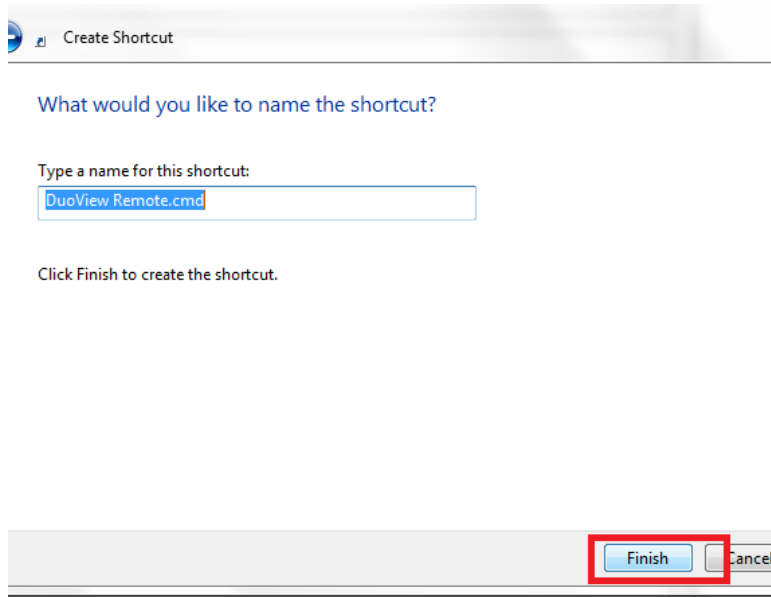 Create Shortcut
What would you like to name the shortcut?
Type a name for this shortcut:
DuoView Remote.cmd
Click Finish to create the shortcut.
Finish
Cancel